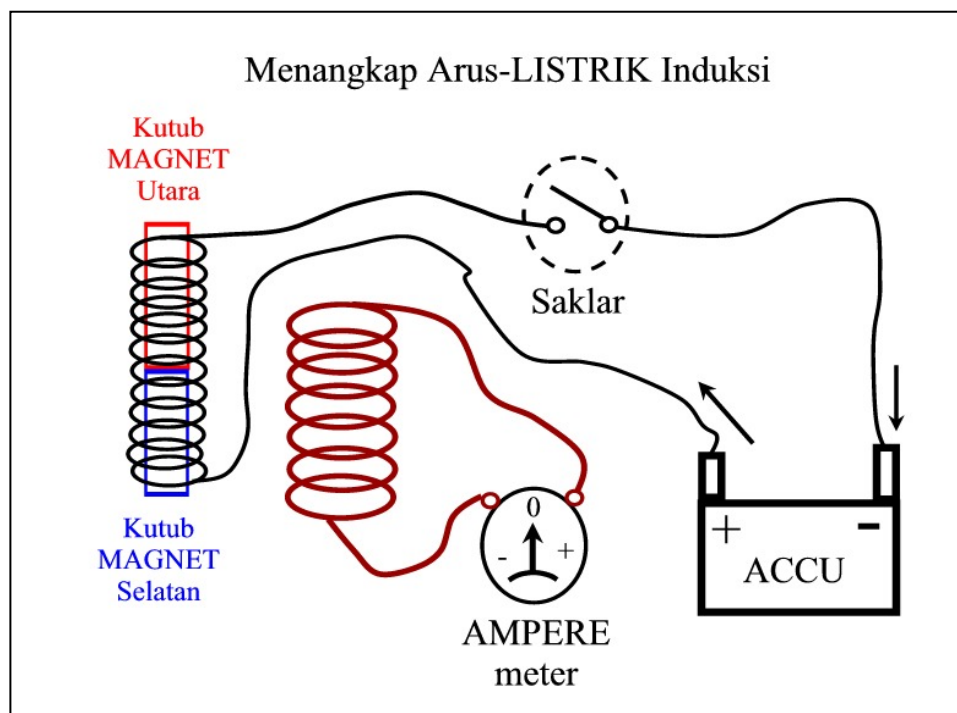 Menangkap Arus-LISTRIK Induksi
Kutub
MAGNET
Utara
Saklar
Kutub
MAGNET
Selatan
0
- +
AMPERE
meter
+ -
ACCU